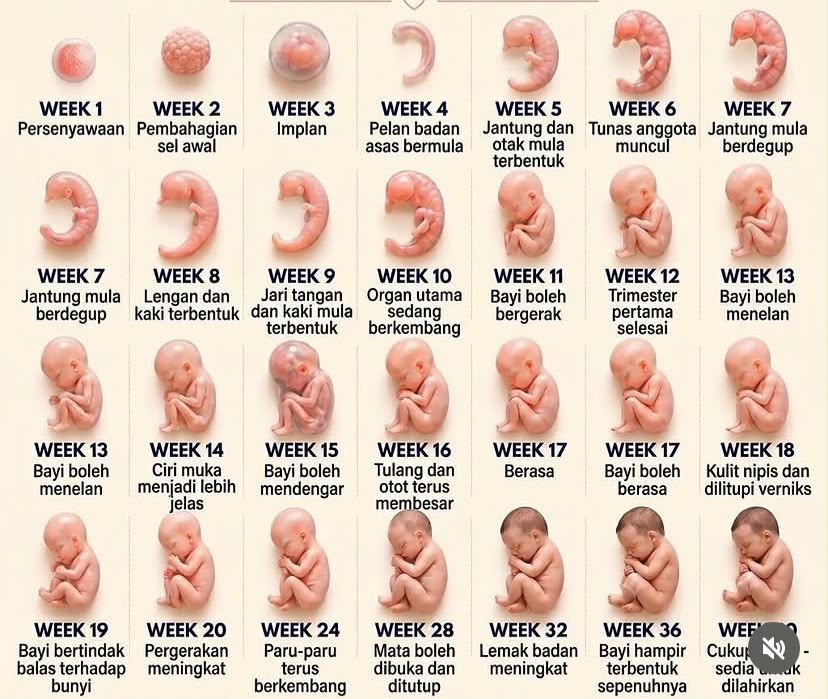 WEEK 1
Persenyawaan
WEEK 2
Pembahagian
sel awal
WEEK 3
Implan
WEEK 4
Pelan badan
asas bermula
WEEK 5
Jantung dan
otak mula
terbentuk
WEEK 6
Tunas anggota
muncul
WEEK 7
Jantung mula
berdegup
WEEK 7
Jantung mula
berdegup
WEEK 8
Lengan dan
kaki terbentuk
WEEK 9
Jari tangan
dan kaki mula
terbentuk
WEEK 10
Organ utama
sedang
berkembang
WEEK 11
Bayi boleh
bergerak
WEEK 12
Trimester
pertama
selesai
WEEK 13
Bayi boleh
menelan
WEEK 13
Bayi boleh
menelan
WEEK 14
Ciri muka
menjadi lebih
jelas
WEEK 15
Bayi boleh
mendengar
WEEK 16
Tulang dan
otot terus
membesar
WEEK 17
Berasa
WEEK 17
Bayi boleh
berasa
WEEK 18
Kulit nipis dan
dilitupi verniks
WEEK 19
Bayi bertindak
balas terhadap
bunyi
WEEK 20
Pergerakan
meningkat
WEEK 24
Paru-paru
terus
berkembang
WEEK 28
Mata boleh
dibuka dan
ditutup
WEEK 32
Lemak badan
meningkat
WEEK 36
Bayi hampir
terbentuk
sepenuhnya
-
sedia
dilahirkan